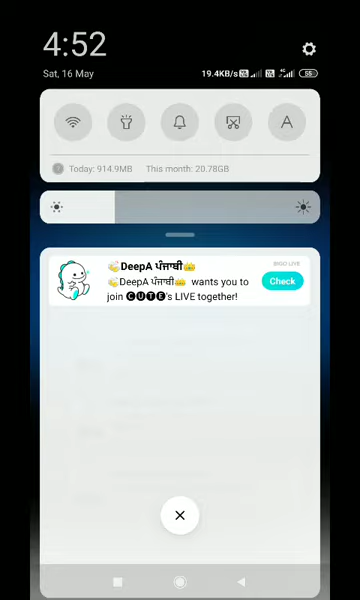 4:52
Sat, 16 May
19.4KB/s
55
Today: 914.9MB This month: 20.78GB
👋DeepA ਪੰਜਾਬੀ👑
BIGO LIVE
👋DeepA ਪੰਜਾਬੀ👑 wants you to
join 🅒🅤🅣🅔's LIVE together!
Check